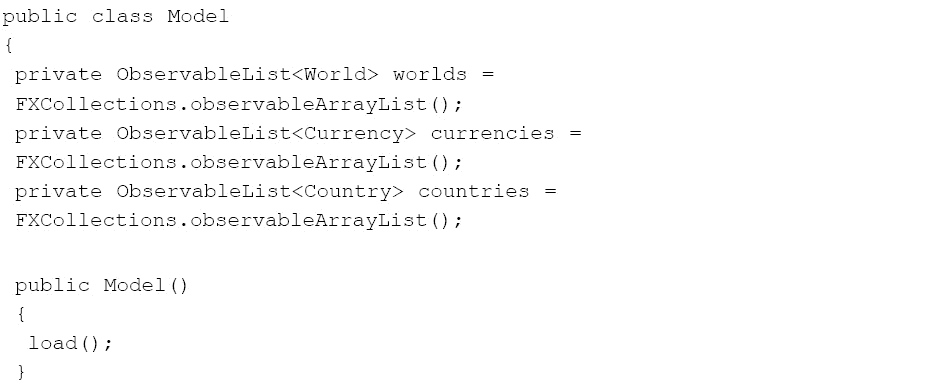 public class Model
{
private ObservableList<World> worlds =
FXCollections.observableArrayList();
private ObservableList<Currency> currencies =
FXCollections.observableArrayList();
private ObservableList<Country> countries =
FXCollections.observableArrayList();
public Model()
{
load();
}